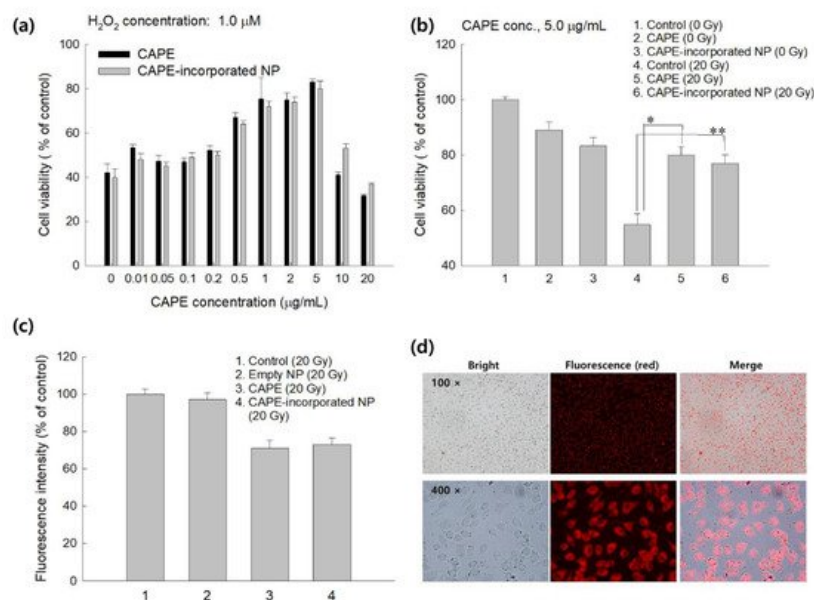 (a)
H₂O₂ concentration: 1.0 μM
CAPE
CAPE-incorporated NP
Cell viability ( % of control)
100
80
60
40
20
0
0 0.01 0.05 0.1 0.2 0.5 1 2 5 10 20
CAPE concentration (μg/mL)
(b)
CAPE conc., 5.0 μg/mL
1. Control (0 Gy)
2. CAPE (0 Gy)
3. CAPE-incorporated NP (0 Gy)
4. Control (20 Gy)
5. CAPE (20 Gy)
6. CAPE-incorporated NP (20 Gy)
Cell viability ( % of control)
120
100
80
60
40
* **
1 2 3 4 5 6
(c)
1. Control (20 Gy)
2. Empty NP (20 Gy)
3. CAPE (20 Gy)
4. CAPE-incorporated NP
(20 Gy)
Fluorescence intensity (% of control)
120
100
80
60
40
20
0
1 2 3 4
(d)
Bright Fluorescence (red) Merge
100 ×
400 ×